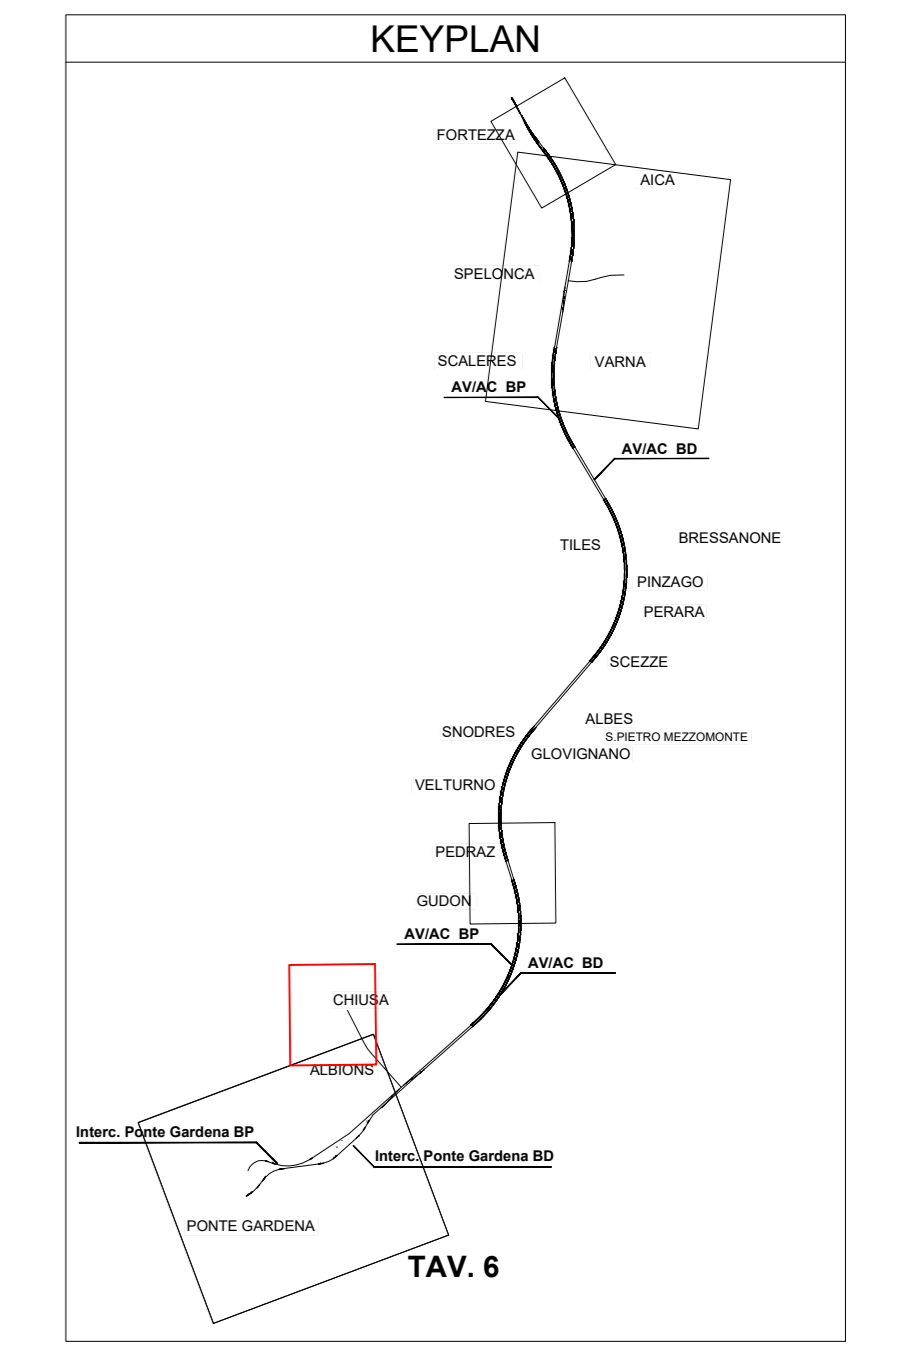 KEYPLAN
FORTEZZA
AICA
SPELONCA
SCALERES
VARNA
AV/AC BP
AV/AC BD
TILES
BRESSANONE
PINZAGO
PERARA
SCEZZE
ALBES
SNODRES
S.PIETRO MEZZOMONTE
GLOVIGNANO
VELTURNO
PEDRAZ
GUDON
AV/AC BP
AV/AC BD
CHIUSA
ALBIONS
Interc. Ponte Gardena BP
Interc. Ponte Gardena BD
PONTE GARDENA
TAV. 6